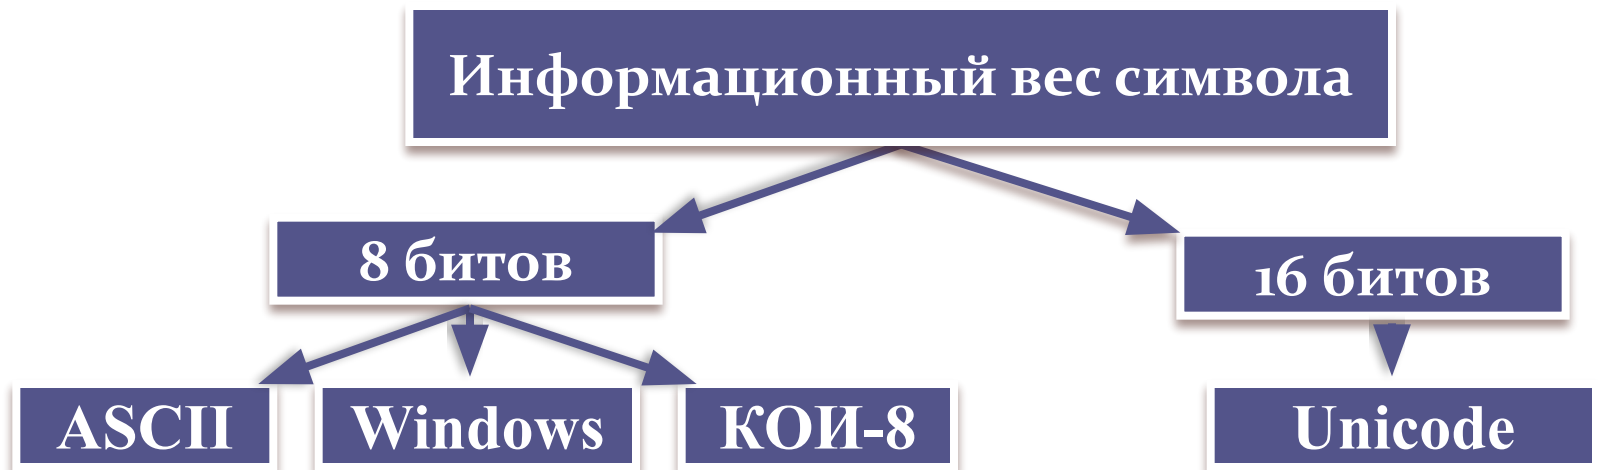 Информационный вес символа
8 битов
16 битов
ASCII
Windows
КОИ-8
Unicode